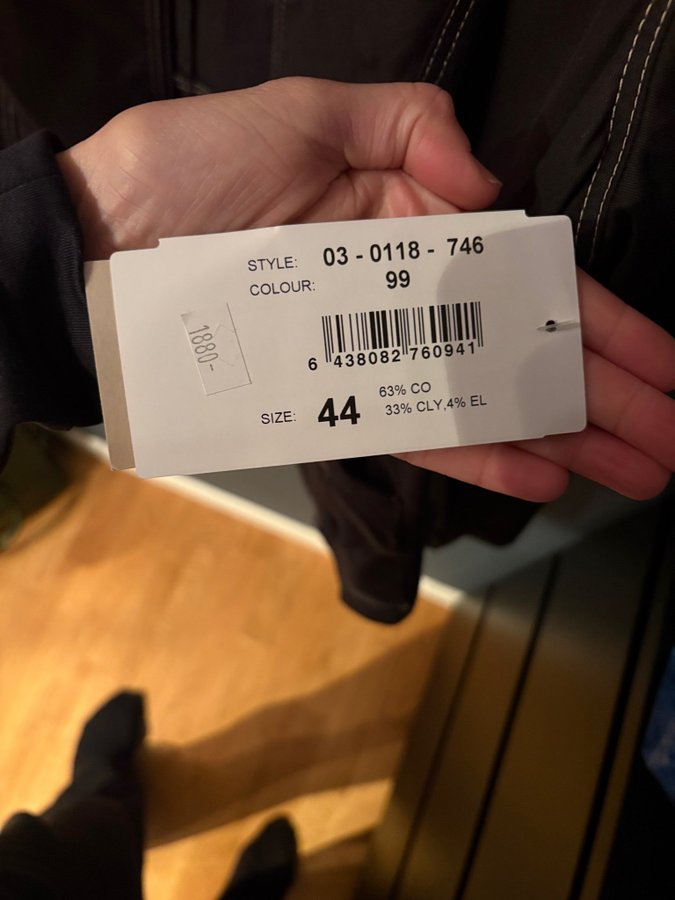 STYLE: 03 - 0118 - 746
COLOUR: 99
1880-
6 438082 760941
SIZE: 44
63% CO
33% CLY,4% EL